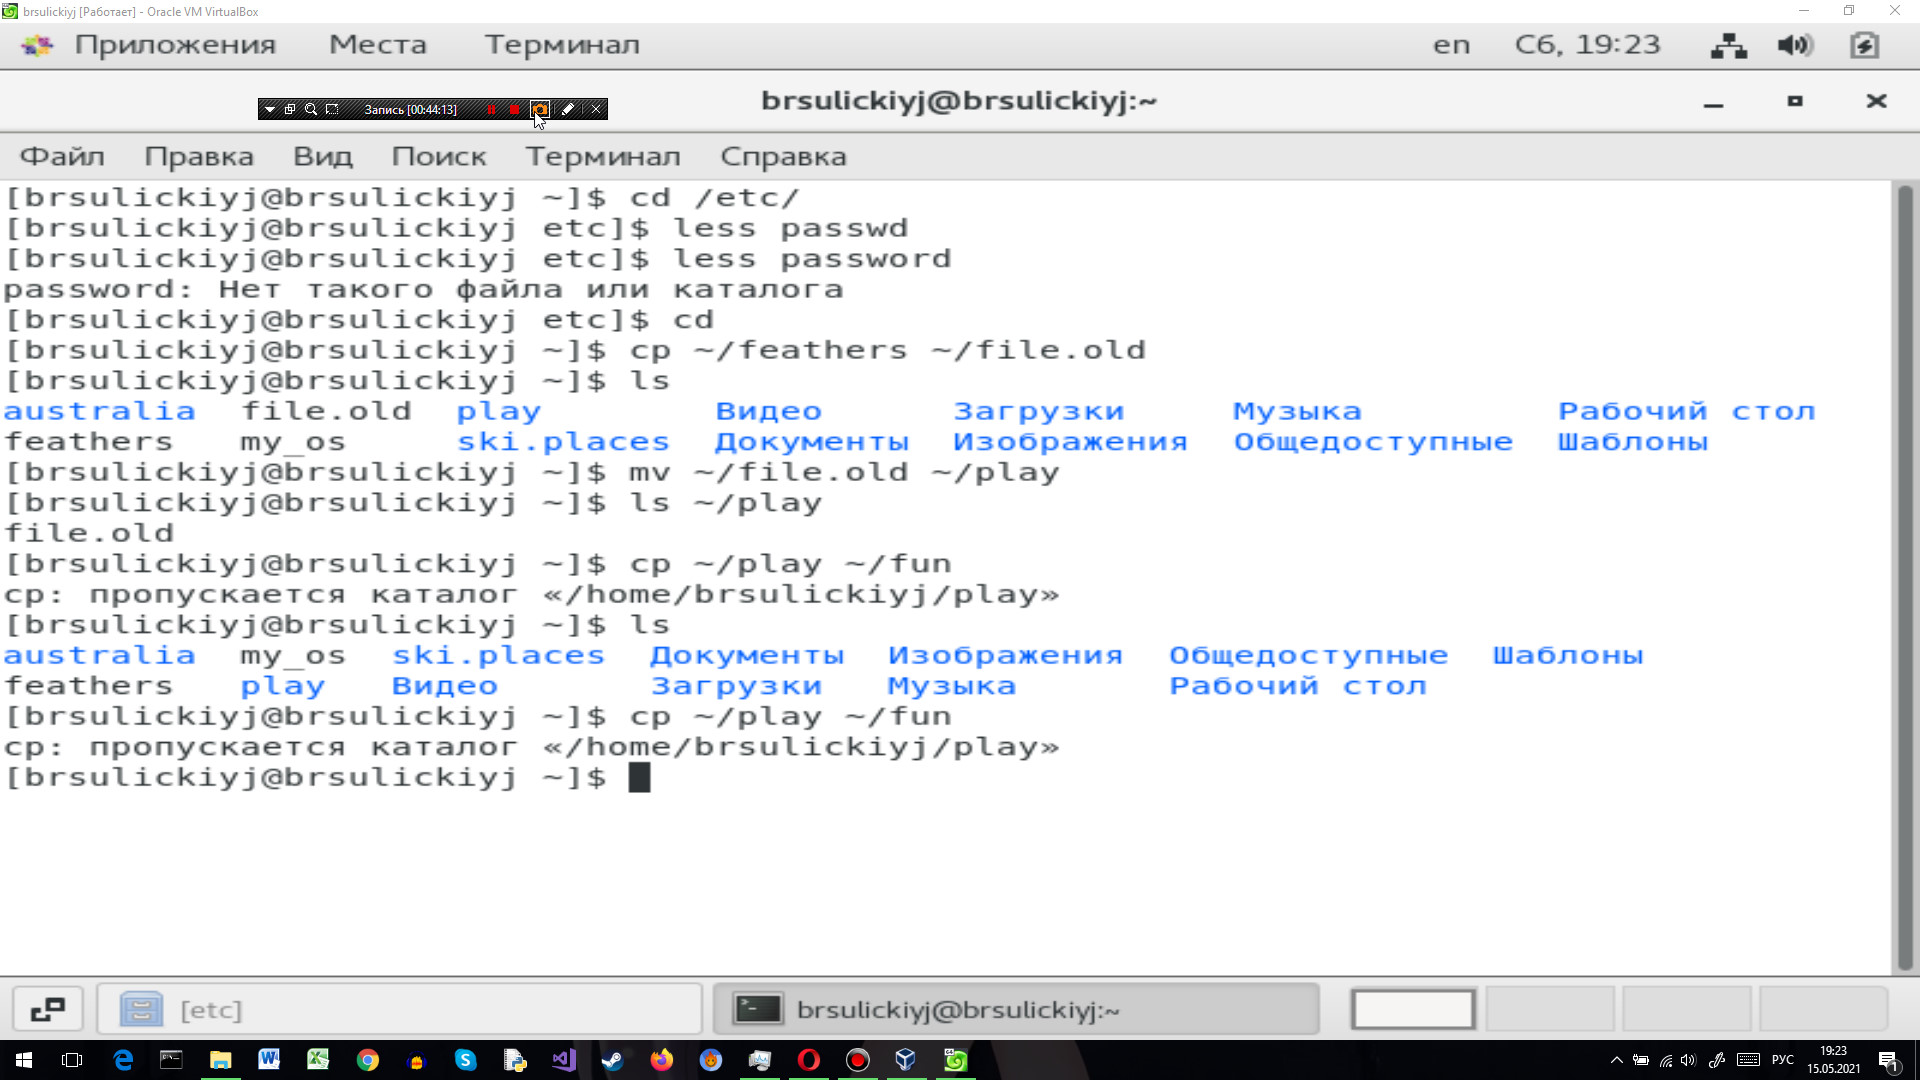 brsulickiyj [Работает] - Oracle VM VirtualBox
Приложения Места Терминал en Сб, 19:23
Запись [00:44:13]
brsulickiyj@brsulickiyj:~
Файл Правка Вид Поиск Терминал Справка
[brsulickiyj@brsulickiyj ~]$ cd /etc/
[brsulickiyj@brsulickiyj etc]$ less passwd
[brsulickiyj@brsulickiyj etc]$ less password
password: Нет такого файла или каталога
[brsulickiyj@brsulickiyj etc]$ cd
[brsulickiyj@brsulickiyj ~]$ cp ~/feathers ~/file.old
[brsulickiyj@brsulickiyj ~]$ ls
australia file.old play Видео Загрузки Музыка Рабочий стол
feathers my_os ski.places Документы Изображения Общедоступные Шаблоны
[brsulickiyj@brsulickiyj ~]$ mv ~/file.old ~/play
[brsulickiyj@brsulickiyj ~]$ ls ~/play
file.old
[brsulickiyj@brsulickiyj ~]$ cp ~/play ~/fun
cp: пропускается каталог «/home/brsulickiyj/play»
[brsulickiyj@brsulickiyj ~]$ ls
australia my_os ski.places Документы Изображения Общедоступные Шаблоны
feathers play Видео Загрузки Музыка Рабочий стол
[brsulickiyj@brsulickiyj ~]$ cp ~/play ~/fun
cp: пропускается каталог «/home/brsulickiyj/play»
[brsulickiyj@brsulickiyj ~]$
[etc] brsulickiyj@brsulickiyj:~
РУС 19:23
15.05.2021 1